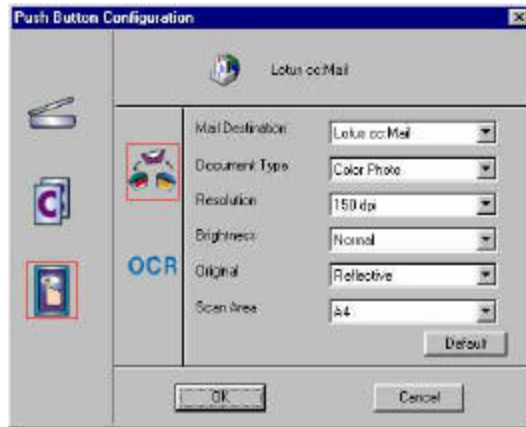 Push Button Configuration
Lotus cc:Mail
Mail Destination Lotus cc:Mail
Document Type Color Photo
Resolution 150 dpi
Brightness Normal
OCR
Original Reflective
Scan Area A4
Default
OK Cancel